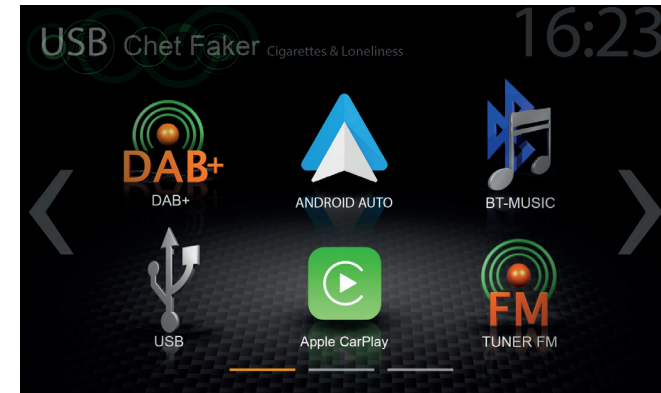 USB Chet Faker Cigarettes & Loneliness 16:23
DAB+
DAB+
ANDROID AUTO
BT-MUSIC
USB
Apple CarPlay
FM
TUNER FM